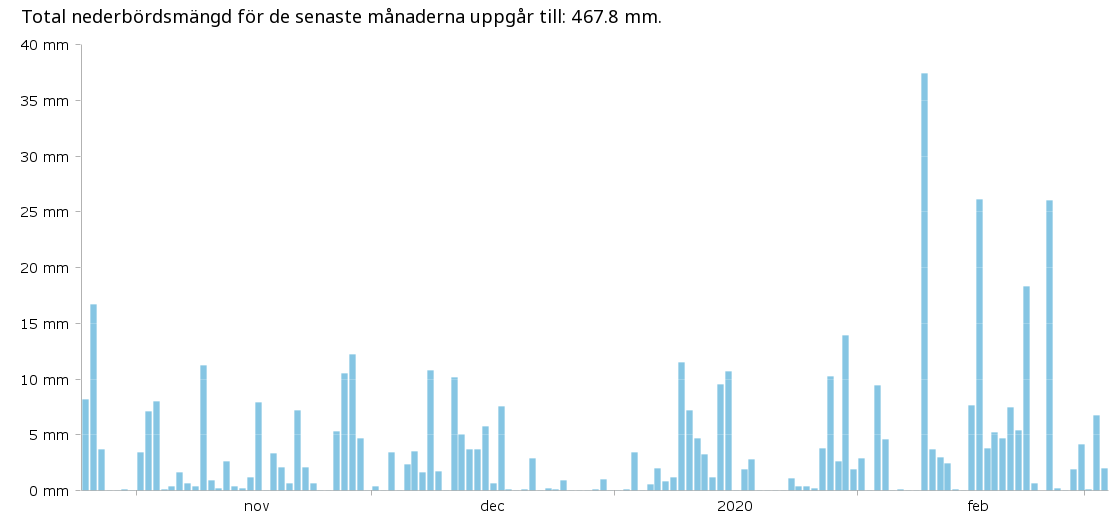 Total nederbördsmängd för de senaste månaderna uppgår till: 467.8 mm.
40 mm
35 mm
30 mm
25 mm
20 mm
15 mm
10 mm
5 mm
0 mm
nov dec 2020 feb